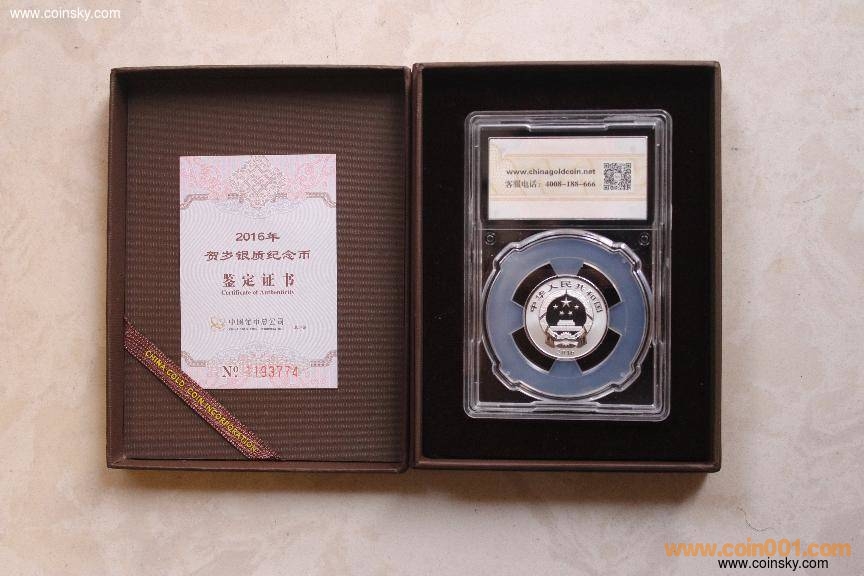 www.coinsky.com
2016年
贺岁银质纪念币
鉴定证书
Certificate of Authenticity
中国金币总公司
Nº 1193774
CHINA GOLD COIN INCORPORATION
www.chinagoldcoin.net
客服电话：4008-188-666
中华人民共和国
2016
www.coin001.com
www.coinsky.com